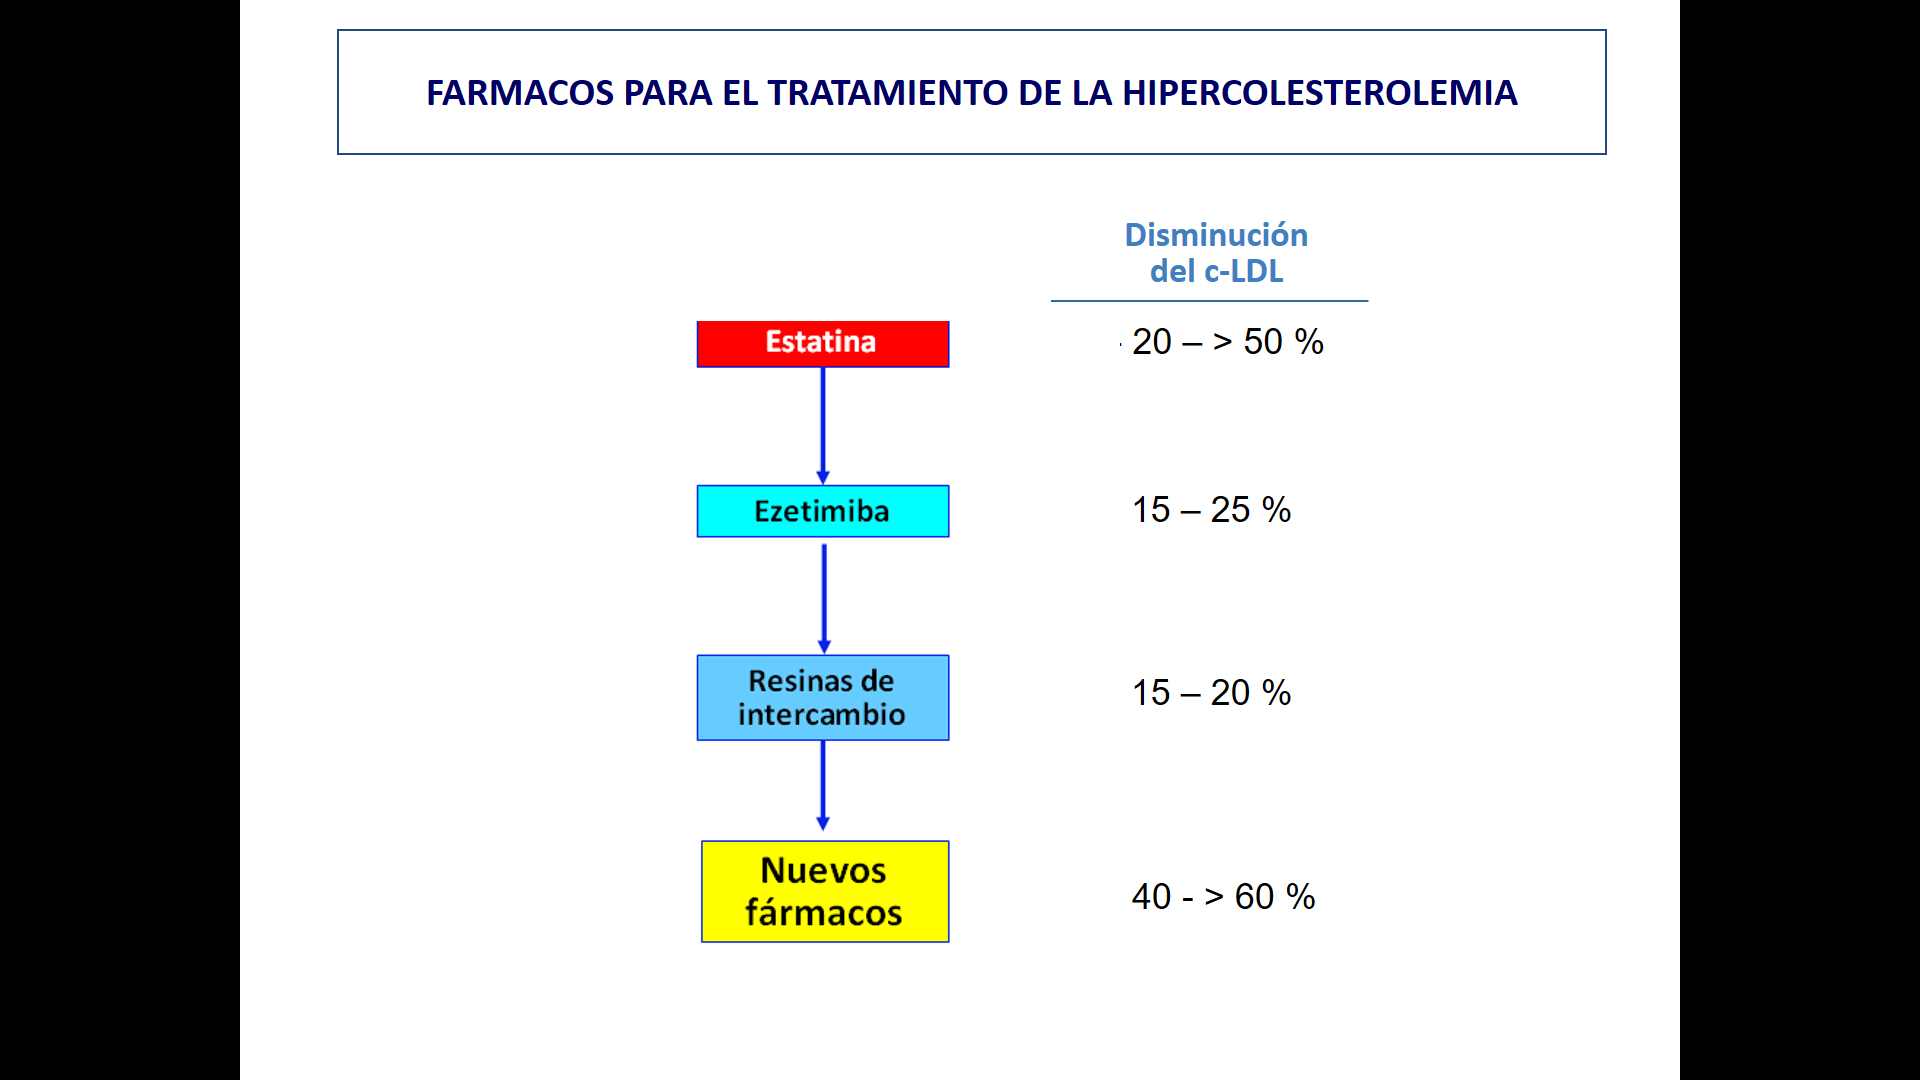 FARMACOS PARA EL TRATAMIENTO DE LA HIPERCOLESTEROLEMIA
Disminución
del c-LDL
Estatina
20 – > 50 %
Ezetimiba
15 – 25 %
Resinas de
intercambio
15 – 20 %
Nuevos
fármacos
40 - > 60 %